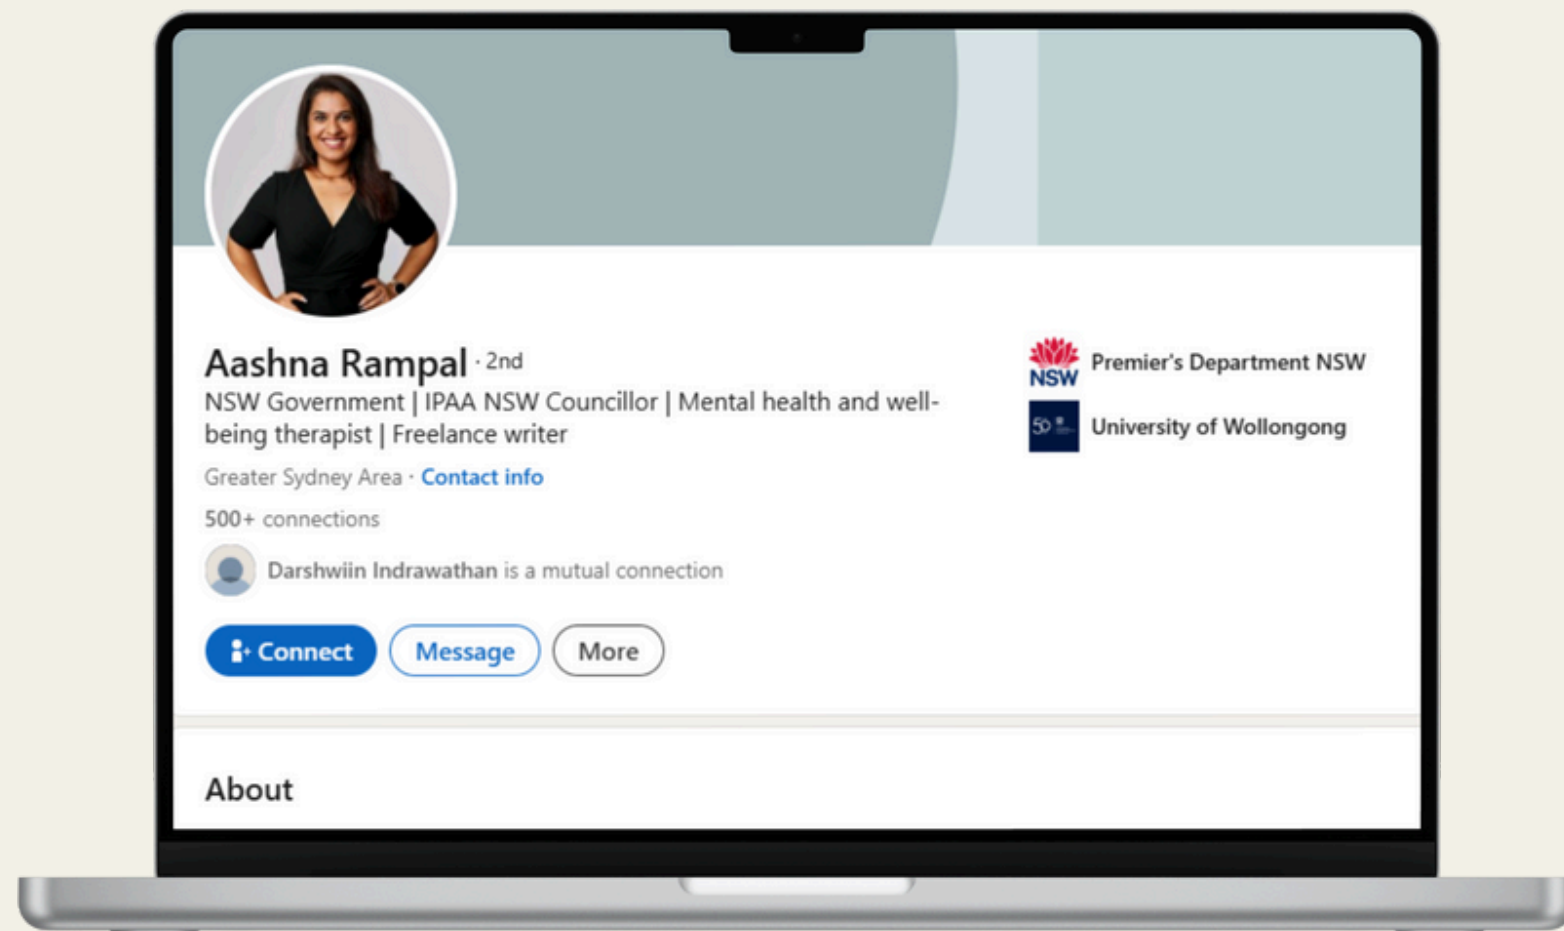 Aashna Rampal · 2nd
NSW Government | IPAA NSW Councillor | Mental health and well-
being therapist | Freelance writer
Greater Sydney Area · Contact info
500+ connections
Darshwiin Indrawathan is a mutual connection
Connect
Message
More
NSW
Premier's Department NSW
50
University of Wollongong
About